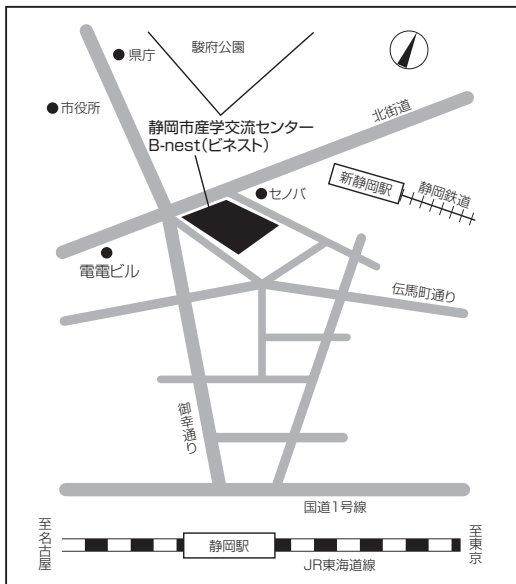 駿府公園
県庁
市役所
静岡市産学交流センター
B-nest(ビネスト)
北街道
セノバ
新静岡駅
静岡鉄道
電電ビル
伝馬町通り
御幸通り
国道1号線
至名古屋
静岡駅
至東京
JR東海道線